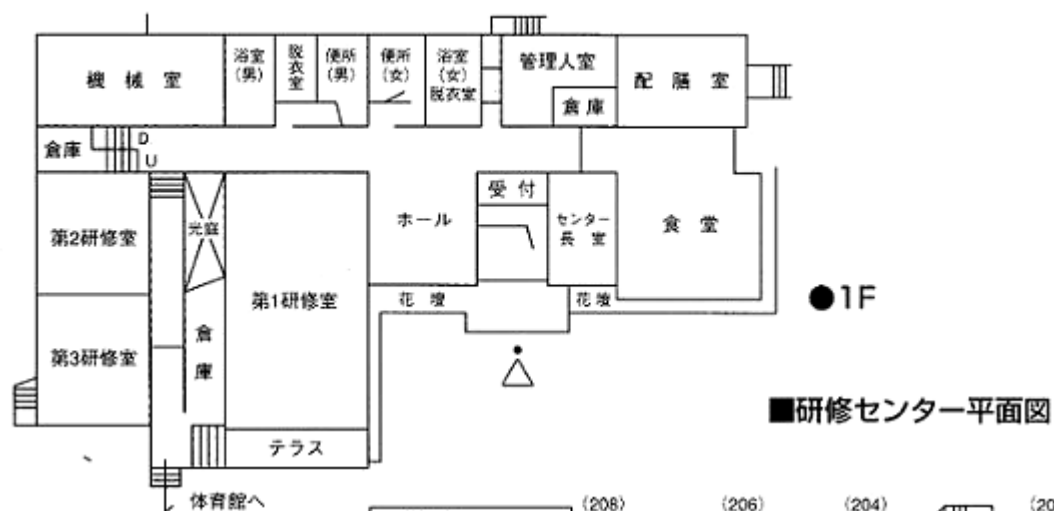 機械室
浴室
(男)
脱衣室
便所
(男)
便所
(女)
浴室
(女)
脱衣室
管理人室
倉庫
配膳室
倉庫
D
U
第2研修室
光庭
第1研修室
ホール
受付
センター
長室
食堂
花壇
花壇
●1F
第3研修室
倉庫
■研修センター平面図
テラス
体育館へ
(208)
(206)
(204)